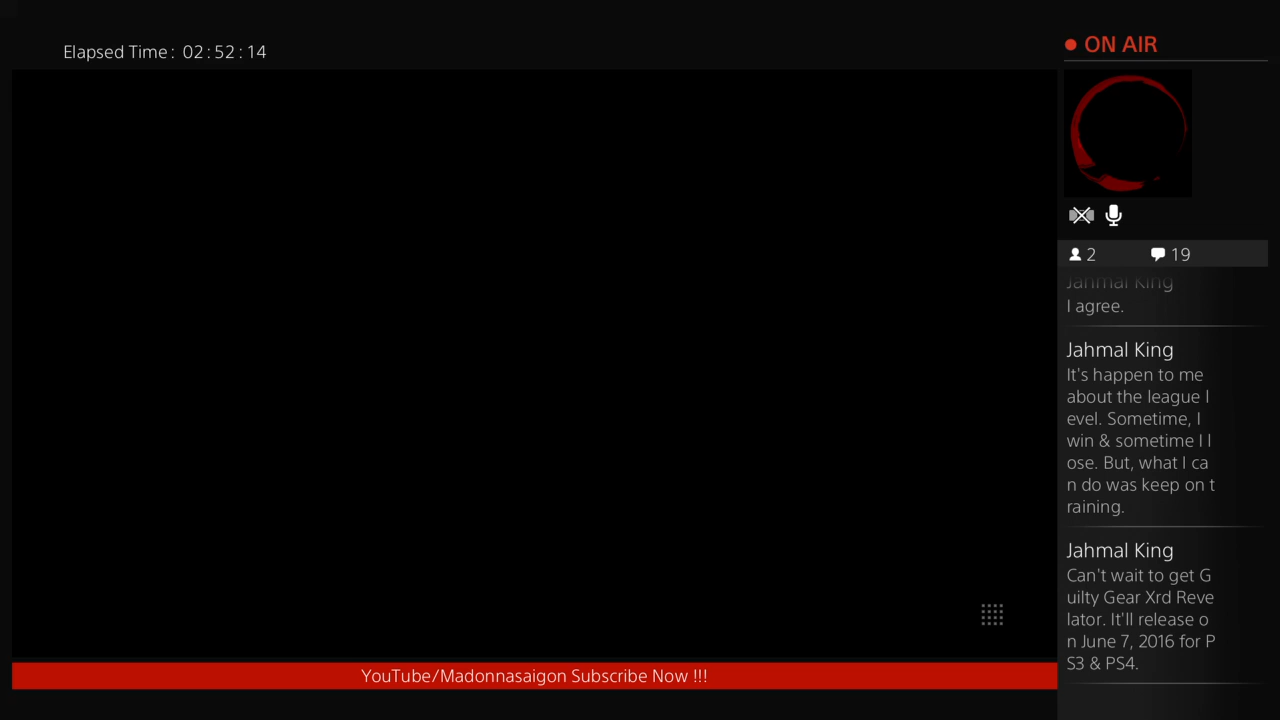 Elapsed Time: 02:52:14
ON AIR
2
19
Jahmal King
I agree.
Jahmal King
It's happen to me
about the league l
evel. Sometime, I
win & sometime I l
ose. But, what I ca
n do was keep on t
raining.
Jahmal King
Can't wait to get G
uilty Gear Xrd Reve
lator. It'll release o
n June 7, 2016 for P
S3 & PS4.
YouTube/Madonnasaigon Subscribe Now !!!